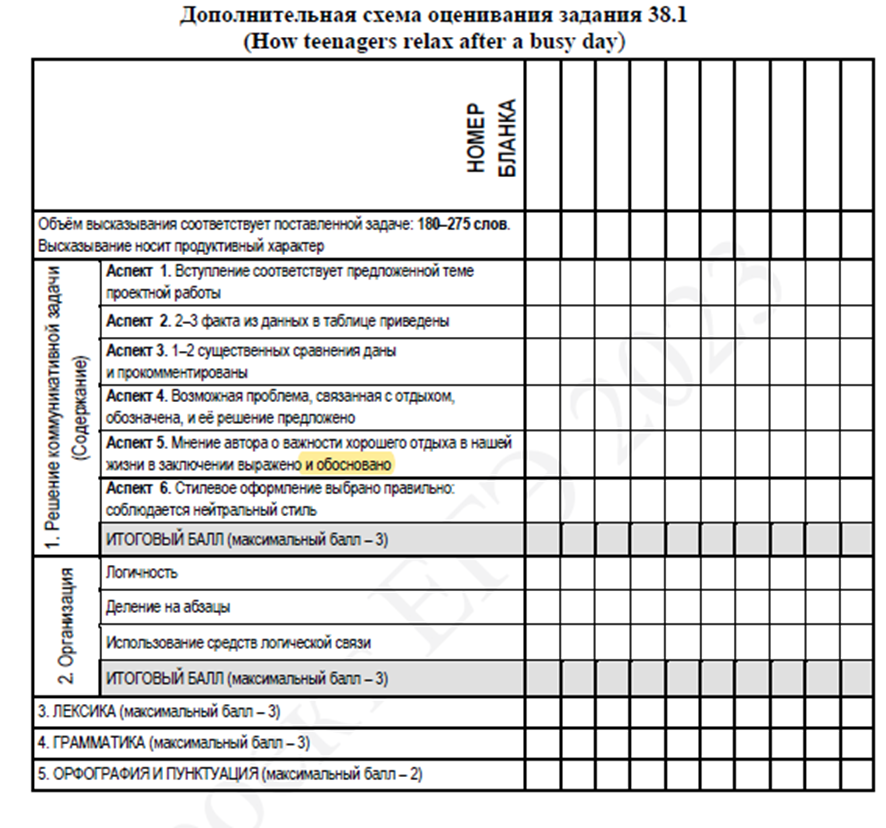 Дополнительная схема оценивания задания 38.1
(How teenagers relax after a busy day)
НОМЕР
БЛАНКА
Объём высказывания соответствует поставленной задаче: 180–275 слов.
Высказывание носит продуктивный характер
1. Решение коммуникативной задачи
(Содержание)
Аспект 1. Вступление соответствует предложенной теме
проектной работы
Аспект 2. 2–3 факта из данных в таблице приведены
Аспект 3. 1–2 существенных сравнения даны
и прокомментированы
Аспект 4. Возможная проблема, связанная с отдыхом,
обозначена, и её решение предложено
Аспект 5. Мнение автора о важности хорошего отдыха в нашей
жизни в заключении выражено и обосновано
Аспект 6. Стилевое оформление выбрано правильно:
соблюдается нейтральный стиль
ИТОГОВЫЙ БАЛЛ (максимальный балл – 3)
2. Организация
Логичность
Деление на абзацы
Использование средств логической связи
ИТОГОВЫЙ БАЛЛ (максимальный балл – 3)
3. ЛЕКСИКА (максимальный балл – 3)
4. ГРАММАТИКА (максимальный балл – 3)
5. ОРФОГРАФИЯ И ПУНКТУАЦИЯ (максимальный балл – 2)
ЕГЭ 2023